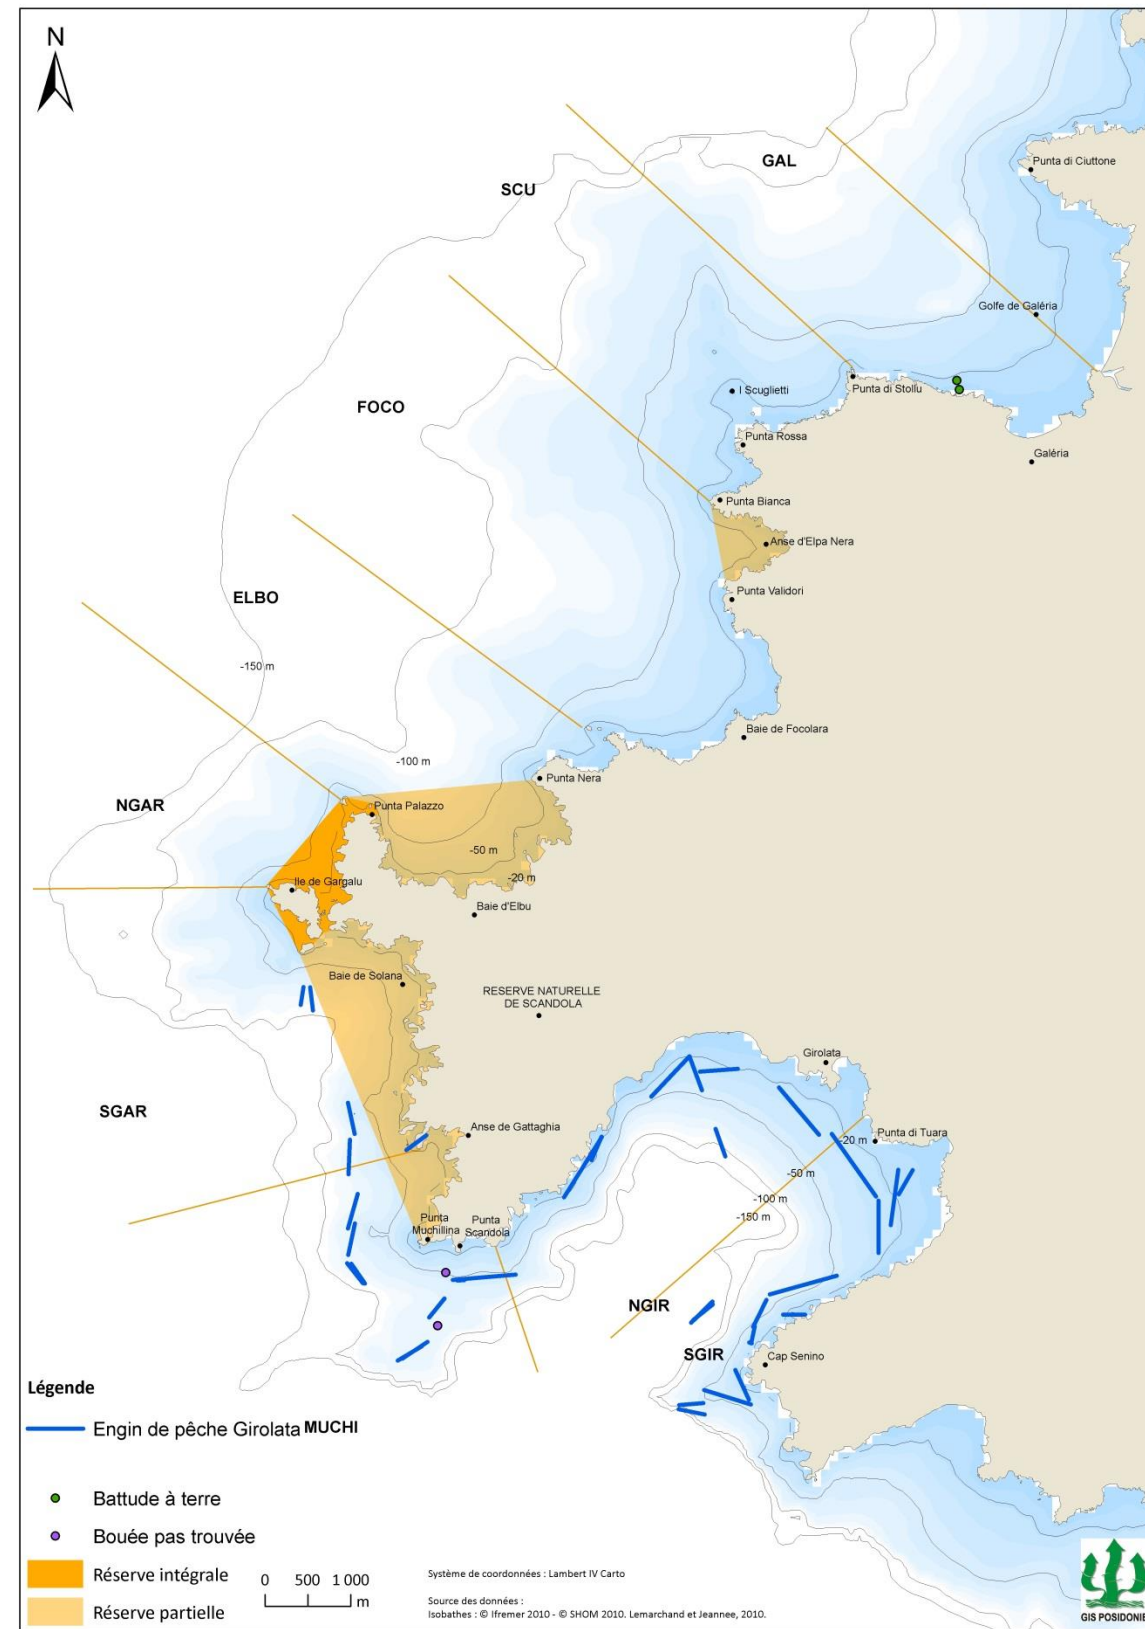 N
GAL
SCU
Punta di Ciuttone
Golfe de Galéria
Punta di Stollu
I Scuglietti
FOCO
Punta Rossa
Galéria
Punta Bianca
Anse d'Elpa Nera
Punta Validori
ELBO
-150 m
Baie de Focolara
-100 m
Punta Nera
NGAR
Punta Palazzo
-50 m
-20 m
Ile de Gargalu
Baie d'Elbu
Baie de Solana
RESERVE NATURELLE
DE SCANDOLA
Girolata
SGAR
Anse de Gattaghia
Punta di Tuara
-20 m
-50 m
-100 m
-150 m
Punta
Muchillina
Punta
Scandola
NGIR
SGIR
Cap Senino
Légende
Engin de pêche Girolata MUCHI
Battude à terre
Bouée pas trouvée
Réserve intégrale
Réserve partielle
0 500 1 000
m
Système de coordonnées : Lambert IV Carto
Source des données :
Isobathes : © Ifremer 2010 - © SHOM 2010. Lemarchand et Jeannee, 2010.
GIS POSIDONIE